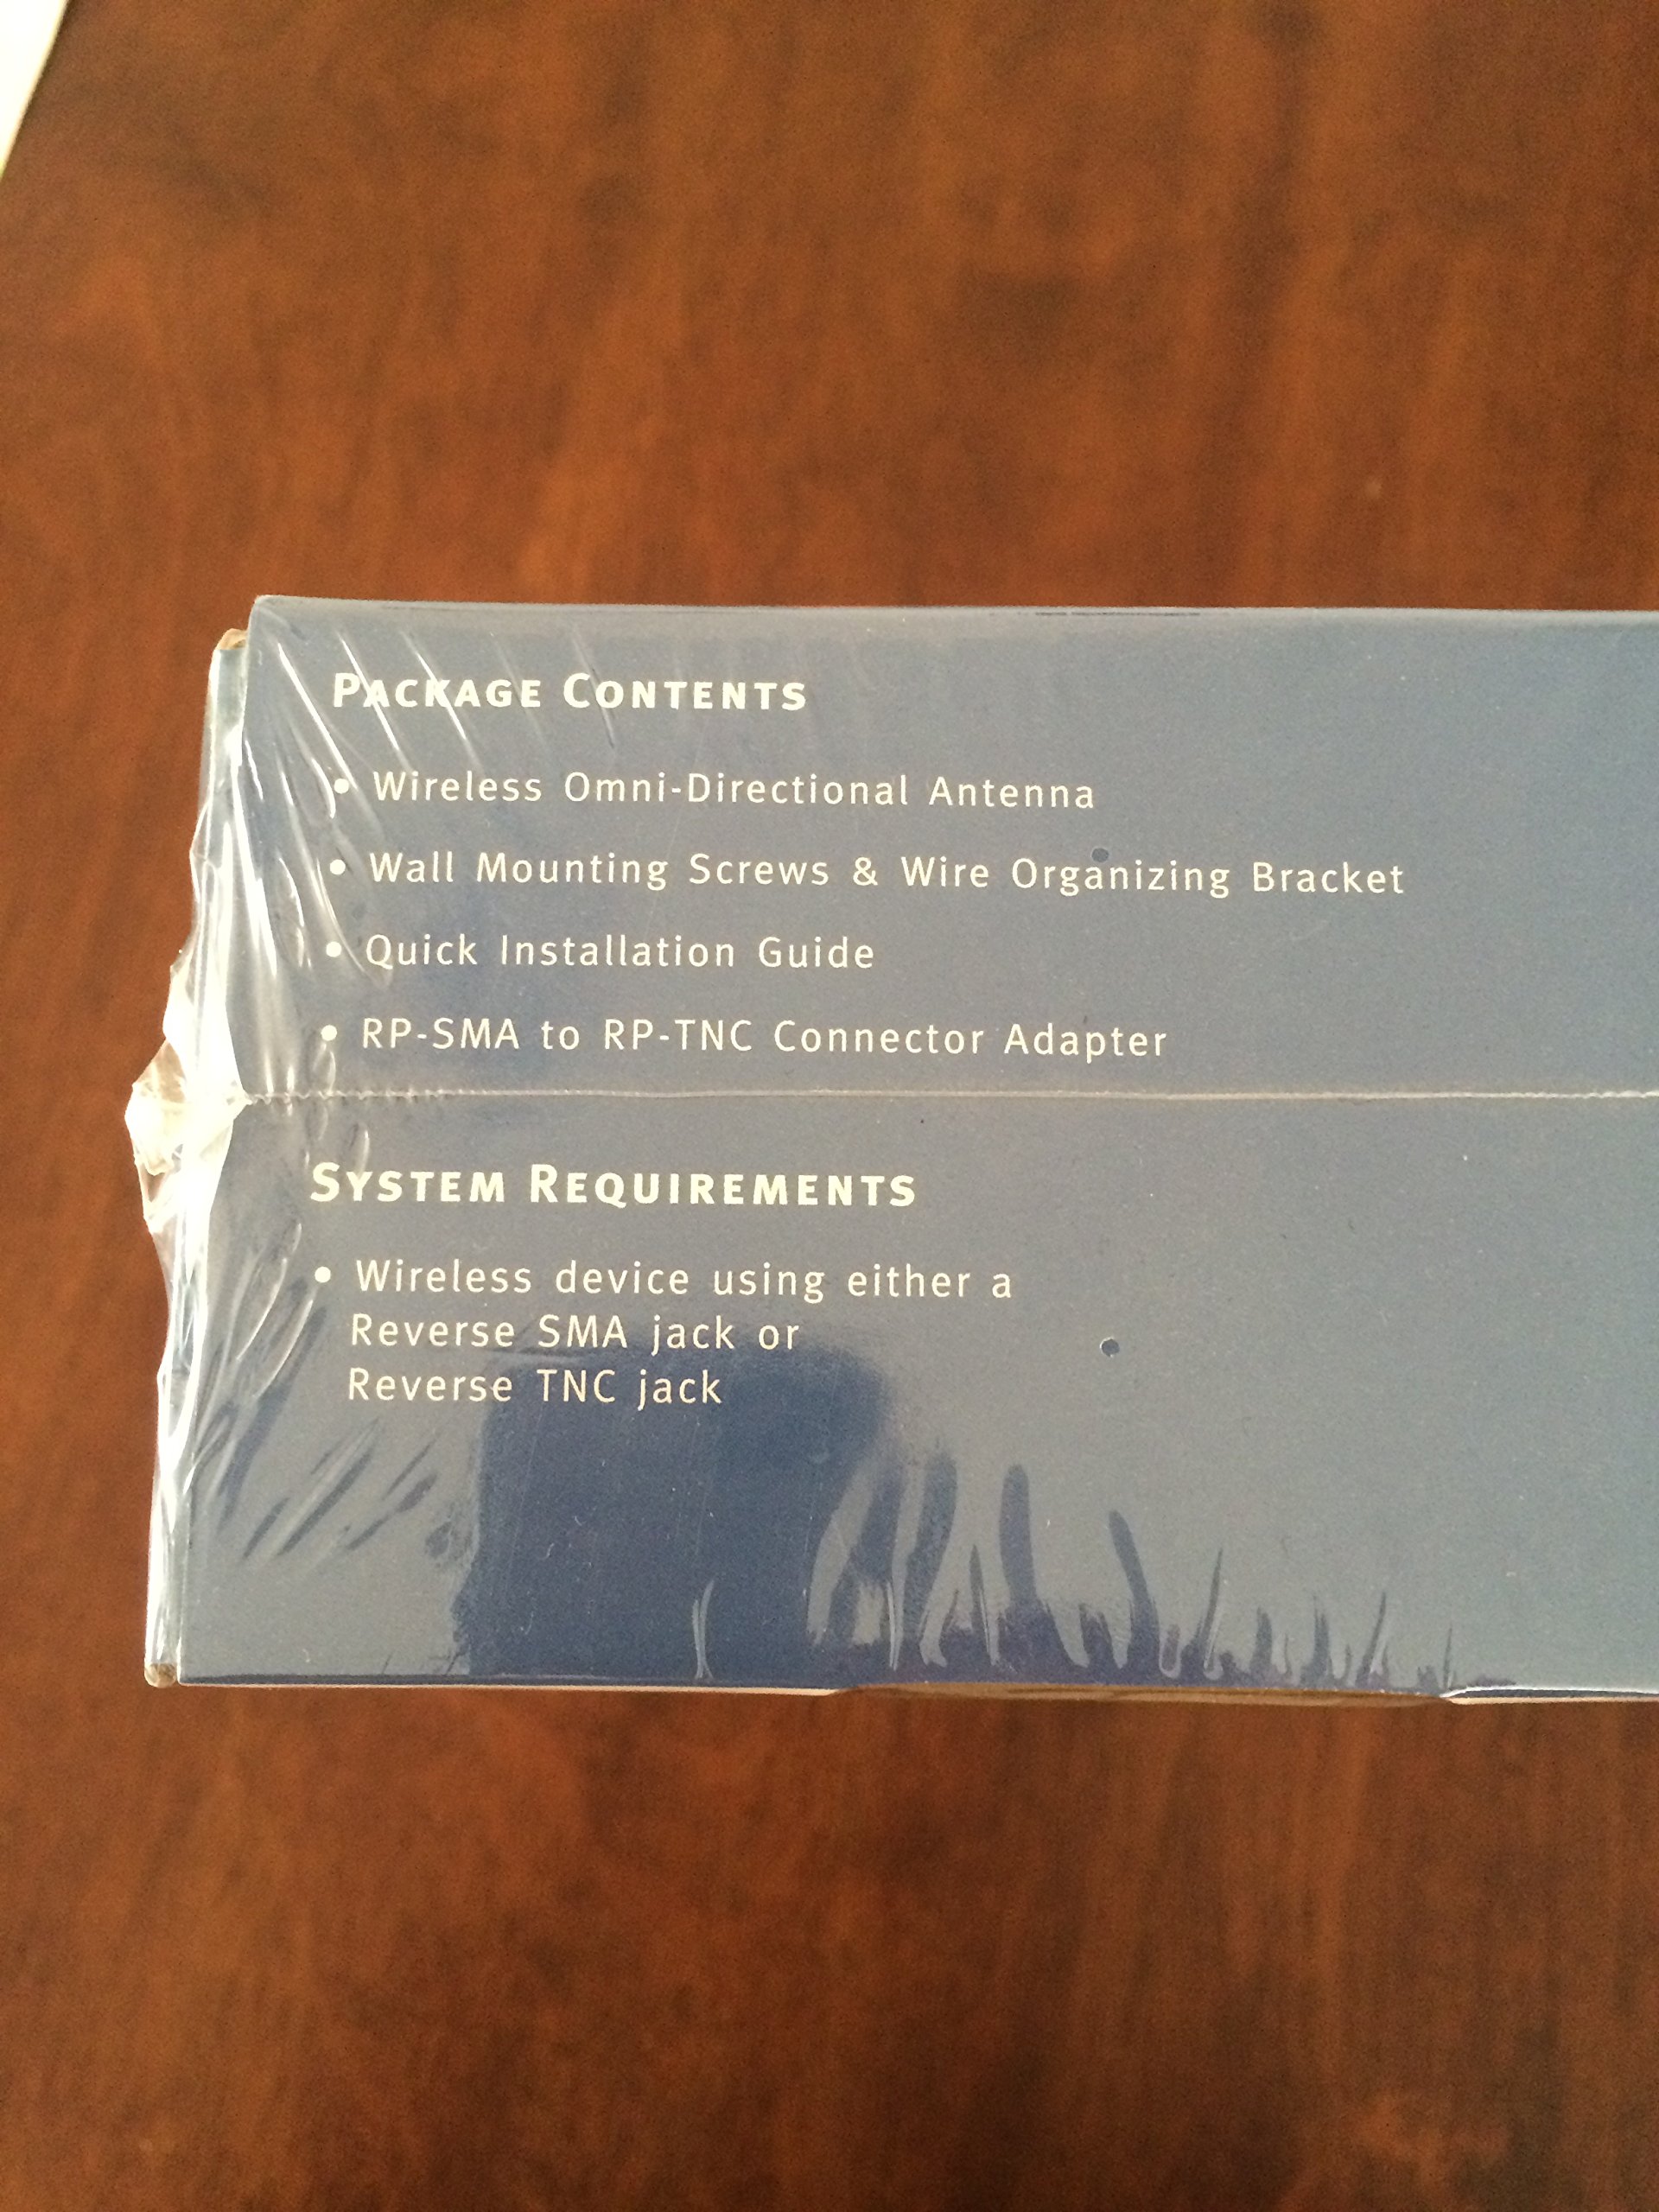 PACKAGE CONTENTS
• Wireless Omni-Directional Antenna
• Wall Mounting Screws & Wire Organizing Bracket
• Quick Installation Guide
• RP-SMA to RP-TNC Connector Adapter
SYSTEM REQUIREMENTS
• Wireless device using either a
Reverse SMA jack or
Reverse TNC jack